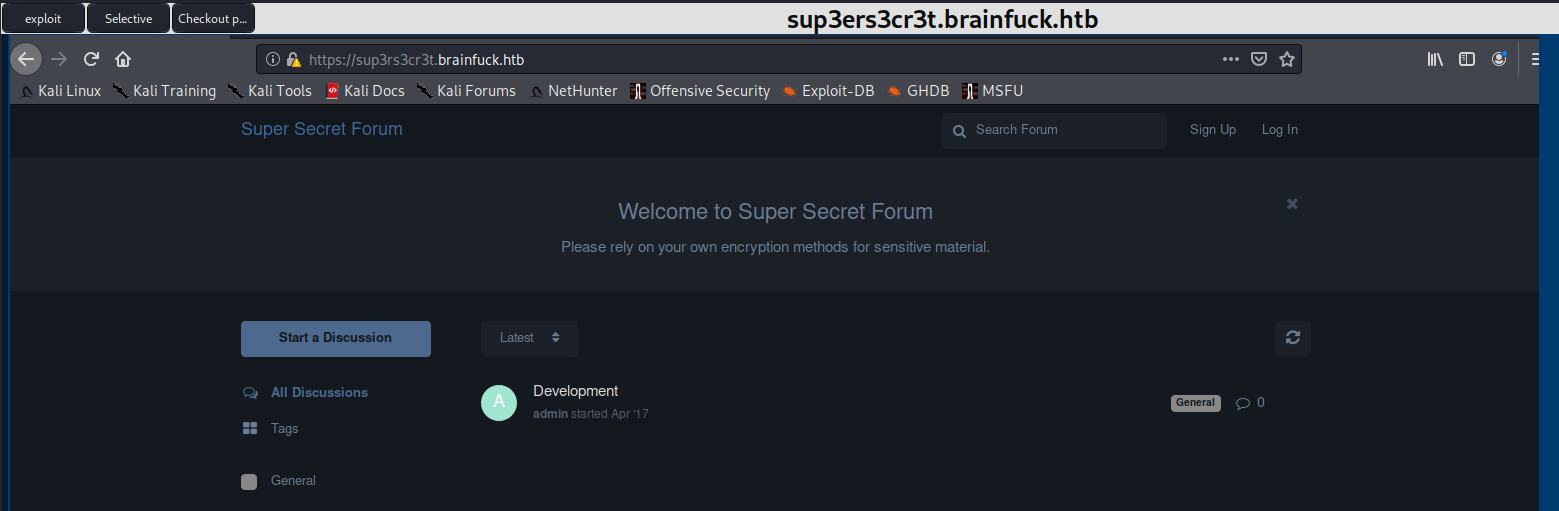 exploit Selective Checkout p... sup3ers3cr3t.brainfuck.htb
https://sup3rs3cr3t.brainfuck.htb
Kali Linux Kali Training Kali Tools Kali Docs Kali Forums NetHunter Offensive Security Exploit-DB GHDB MSFU
Super Secret Forum Search Forum Sign Up Log In
Welcome to Super Secret Forum
Please rely on your own encryption methods for sensitive material.
Start a Discussion Latest
All Discussions
A Development
admin started Apr '17
General 0
Tags
General